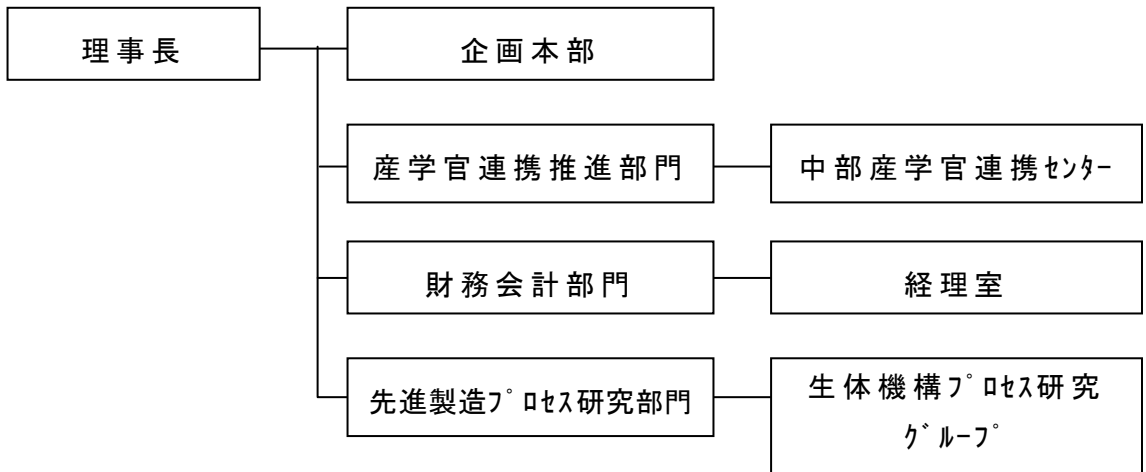 理事長
企画本部
産学官連携推進部門
中部産学官連携ｾﾝﾀｰ
財務会計部門
経理室
先進製造ﾌﾟﾛｾｽ研究部門
生体機構ﾌﾟﾛｾｽ研究
ｸﾞﾙｰﾌﾟ